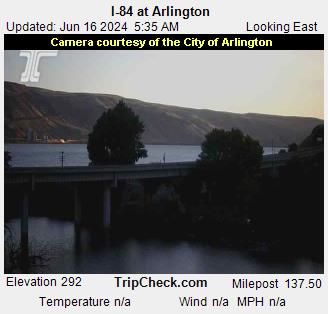 I-84 at Arlington
Updated: Jun 16 2024 5:35 AM Looking East
Camera courtesy of the City of Arlington
Elevation 292 TripCheck.com Milepost 137.50
Temperature n/a Wind n/a MPH n/a